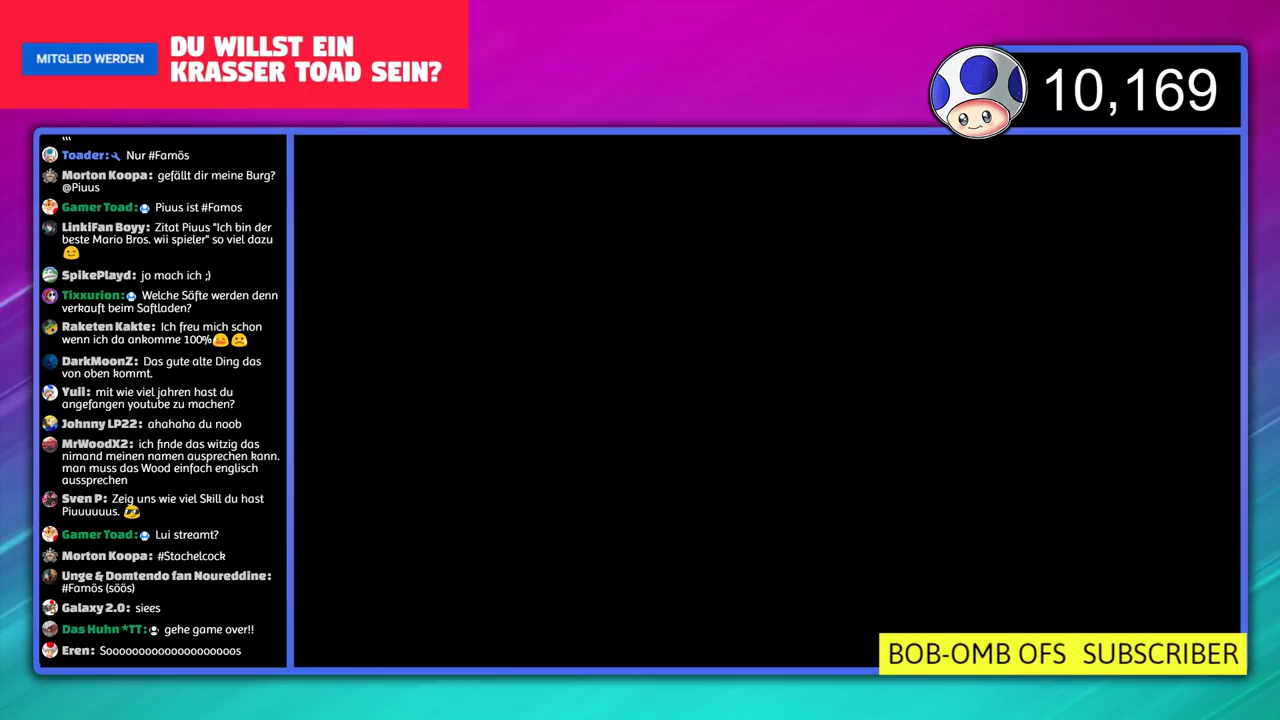 MITGLIED WERDEN
DU WILLST EIN
KRASSER TOAD SEIN?
10,169
Toader: Nur #Famös
Morton Koopa: gefällt dir meine Burg?
@Piuus
Gamer Toad: Piuus ist #Famos
LinkiFan Boyy: Zitat Piuus "Ich bin der
beste Mario Bros. wii spieler" so viel dazu
SpikePlayd: jo mach ich ;)
Tixxurion: Welche Säfte werden denn
verkauft beim Saftladen?
Raketen Kakte: Ich freu mich schon
wenn ich da ankomme 100%
DarkMoonZ: Das gute alte Ding das
von oben kommt.
Yuii: mit wie viel jahren hast du
angefangen youtube zu machen?
Johnny LP22: ahahaha du noob
MrWoodX2: ich finde das witzig das
nimand meinen namen ausprechen kann.
man muss das Wood einfach englisch
aussprechen
Sven P: Zeig uns wie viel Skill du hast
Piuuuuuus.
Gamer Toad: Lui streamt?
Morton Koopa: #Stachelcock
Unge & Domtendo fan Noureddine:
#Famös (söös)
Galaxy 2.0: siees
Das Huhn *TT: gehe game over!!
Eren: Sooooooooooooooooooooos
BOB-OMB OFS SUBSCRIBER